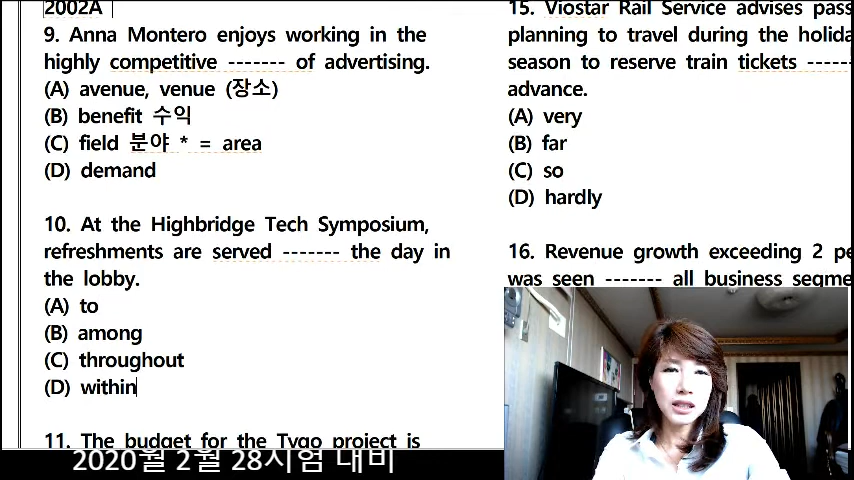 2002A
9. Anna Montero enjoys working in the
highly competitive ------- of advertising.
(A) avenue, venue (장소)
(B) benefit 수익
(C) field 분야 * = area
(D) demand
10. At the Highbridge Tech Symposium,
refreshments are served ------- the day in
the lobby.
(A) to
(B) among
(C) throughout
(D) within
11. The budget for the Tygo project is
15. Viostar Rail Service advises pass
planning to travel during the holida
season to reserve train tickets ------
advance.
(A) very
(B) far
(C) so
(D) hardly
16. Revenue growth exceeding 2 pe
was seen ------- all business segme
2020월 2월 28시험 대비